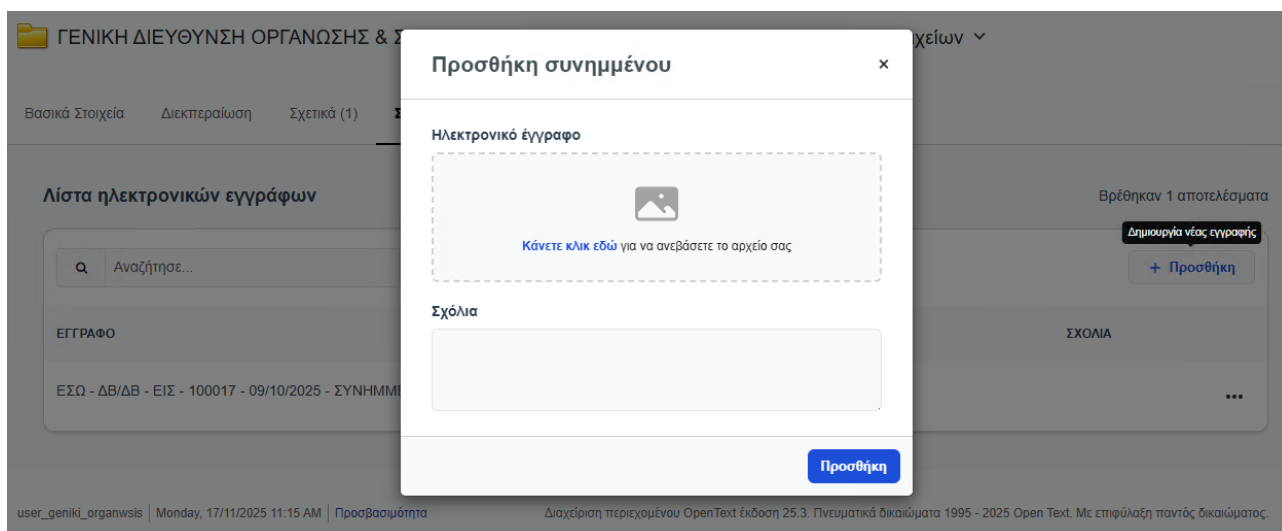 ΓΕΝΙΚΗ ΔΙΕΥΘΥΝΣΗ ΟΡΓΑΝΩΣΗΣ &
Προσθήκη συνημμένου ×
Βασικά Στοιχεία Διεκπεραίωση Σχετικά (1)
Ηλεκτρονικό έγγραφο
Λίστα ηλεκτρονικών εγγράφων Βρέθηκαν 1 αποτελέσματα
Δημιουργία νέας εγγραφής
Κάνετε κλικ εδώ για να ανεβάσετε το αρχείο σας
Αναζήτησε... + Προσθήκη
Σχόλια
ΕΓΓΡΑΦΟ ΣΧΟΛΙΑ
ΕΣΩ - ΔΒ/ΔΒ - ΕΙΣ - 100017 - 09/10/2025 -
Προσθήκη
user_geniki_organwsis | Monday, 17/11/2025 11:15 AM | Προσβασιμότητα Διαχείριση περιεχομένου OpenText έκδοση 25.3. Πνευματικά δικαιώματα 1995 - 2025 Open Text. Με επιφύλαξη παντός δικαιώματος.